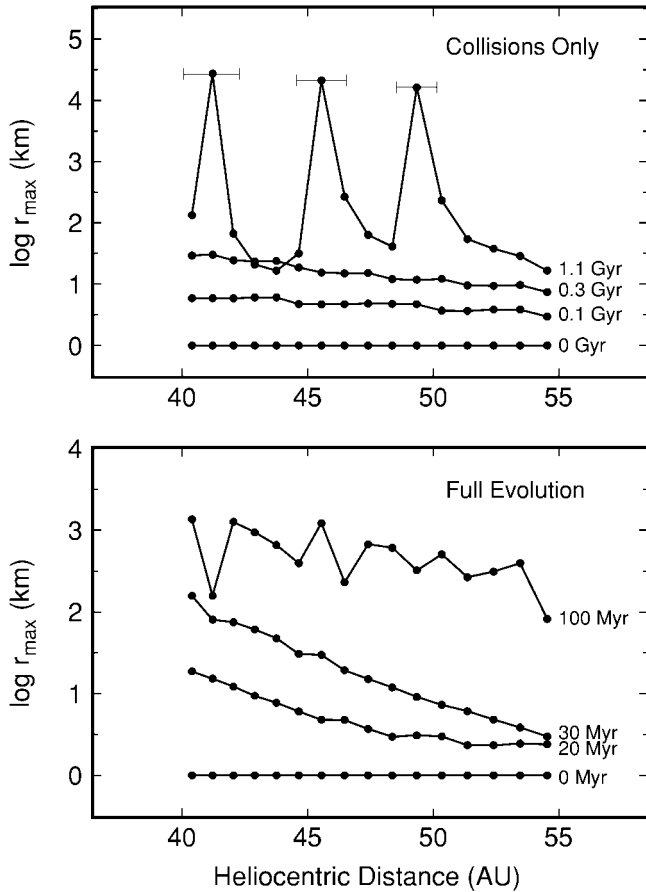 5
Collisions Only
4
3
2
1
0
log r_max (km)
1.1 Gyr
0.3 Gyr
0.1 Gyr
0 Gyr
40 45 50 55
4
Full Evolution
3
2
1
0
log r_max (km)
100 Myr
30 Myr
20 Myr
0 Myr
40 45 50 55
Heliocentric Distance (AU)